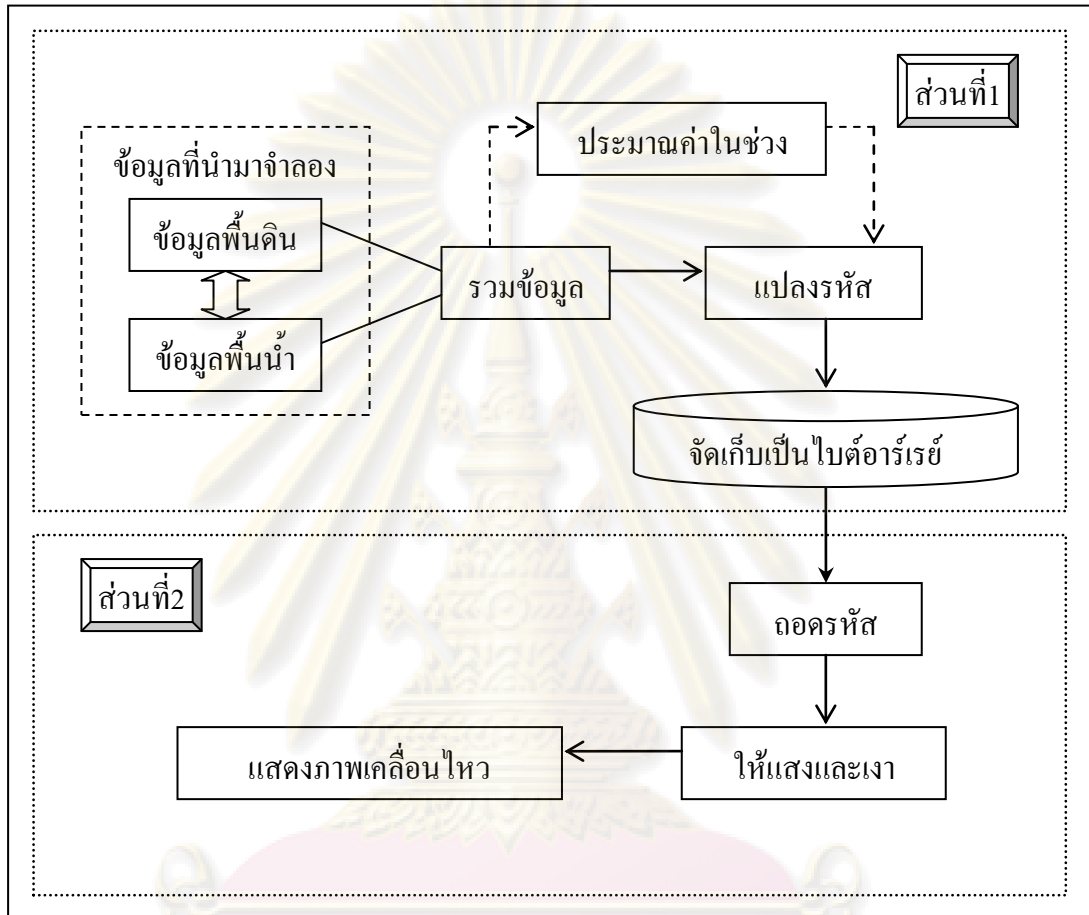 ส่วนที่1
ประมาณค่าในช่วง
ข้อมูลที่นำมาจำลอง
ข้อมูลพื้นดิน
รวมข้อมูล
แปลงรหัส
ข้อมูลพื้นน้ำ
จัดเก็บเป็นไบต์อาร์เรย์
ส่วนที่2
ถอดรหัส
แสดงภาพเคลื่อนไหว
ให้แสงและเงา